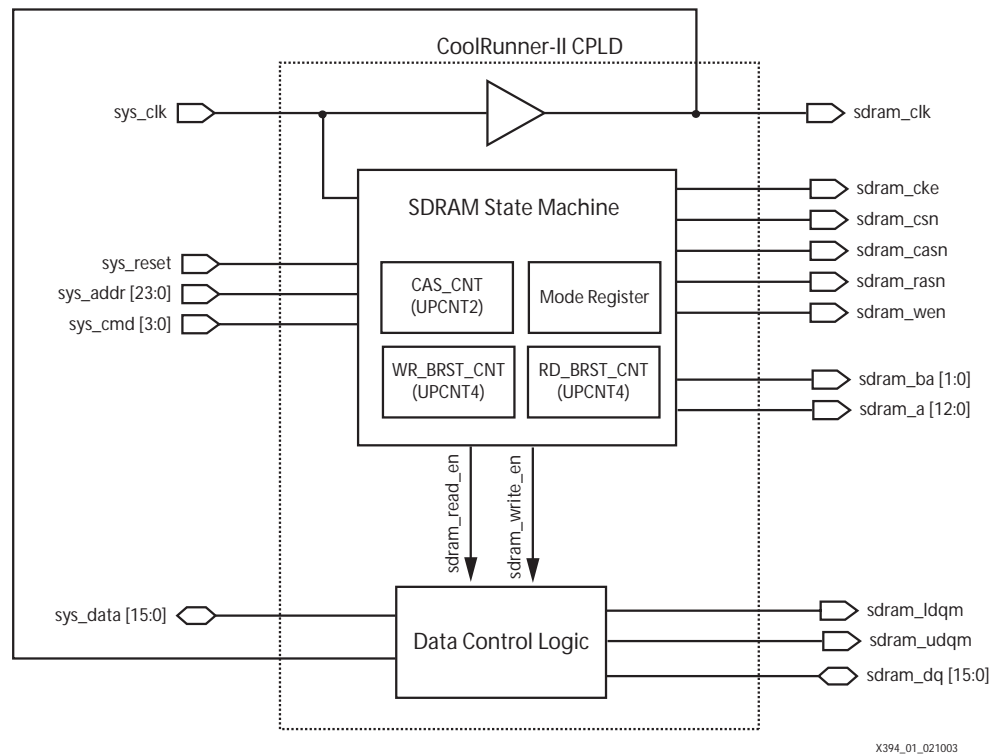 CoolRunner-II CPLD
sys_clk
sdram_clk
SDRAM State Machine
sdram_cke
sdram_csn
sdram_casn
sdram_rasn
sdram_wen
sys_reset
sys_addr [23:0]
sys_cmd [3:0]
CAS_CNT
(UPCNT2)
Mode Register
WR_BRST_CNT
(UPCNT4)
RD_BRST_CNT
(UPCNT4)
sdram_ba [1:0]
sdram_a [12:0]
sdram_read_en
sdram_write_en
sys_data [15:0]
Data Control Logic
sdram_ldqm
sdram_udqm
sdram_dq [15:0]
X394_01_021003